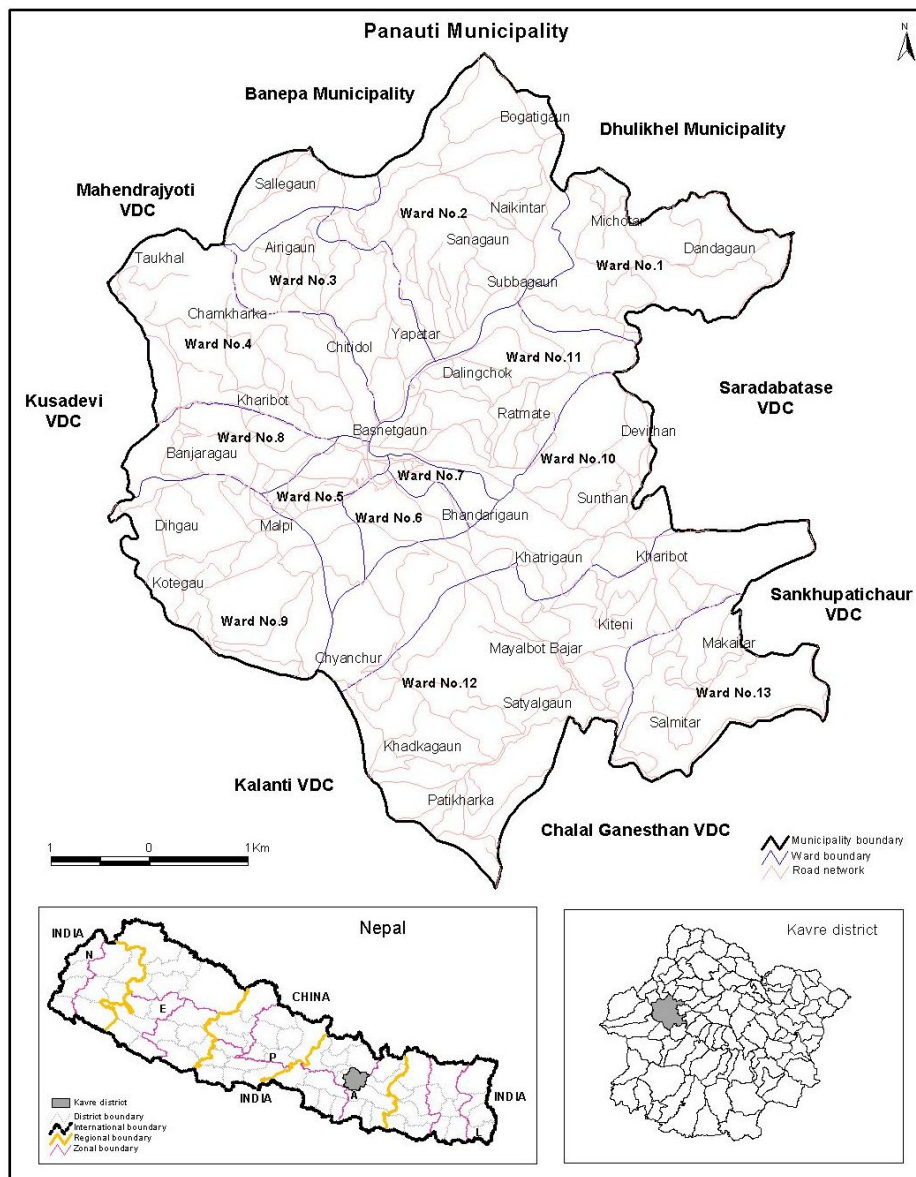 Panauti Municipality
N
Banepa Municipality
Bogatigaun
Dhulikhel Municipality
Mahendrajyoti
VDC
Sallegaun
Naikintar
Ward No.2
Michotar
Sanagaun
Airigaun
Dandagaun
Taukhal
Ward No.1
Ward No.3
Subbagaun
Chamkharka
Yapatar
Ward No.4
Chitidol
Ward No.11
Dalingchok
Saradabatase
VDC
Kusadevi
VDC
Kharibot
Ratmate
Basnetgaun
Devithan
Ward No.8
Banjaragau
Ward No.10
Ward No.7
Ward No.5
Sunthan
Bhandarigaun
Ward No.6
Dihgau
Malpi
Khatrigaun
Kharibot
Kotegau
Sankhupatichaur
VDC
Ward No.9
Kiteni
Makaitar
Mayalbot Bajar
Chyanchur
Ward No.12
Ward No.13
Satyalgaun
Salmitar
Khadkagaun
Kalanti VDC
Patikharka
Chalal Ganesthan VDC
Municipality boundary
Ward boundary
Road network
1 0 1 Km
Nepal
INDIA
N
E
CHINA
P
INDIA
A
INDIA
L
Kavre district
District boundary
International boundary
Regional boundary
Zonal boundary
Kavre district